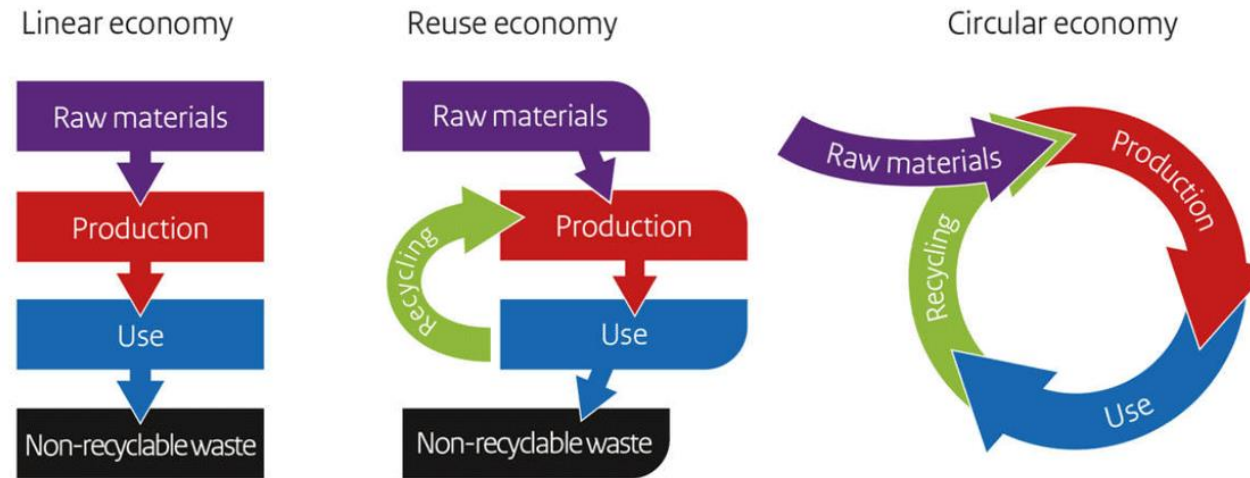 Linear economy
Raw materials
Production
Use
Non-recyclable waste
Reuse economy
Raw materials
Production
Recycling
Use
Non-recyclable waste
Circular economy
Raw materials
Production
Use
Recycling